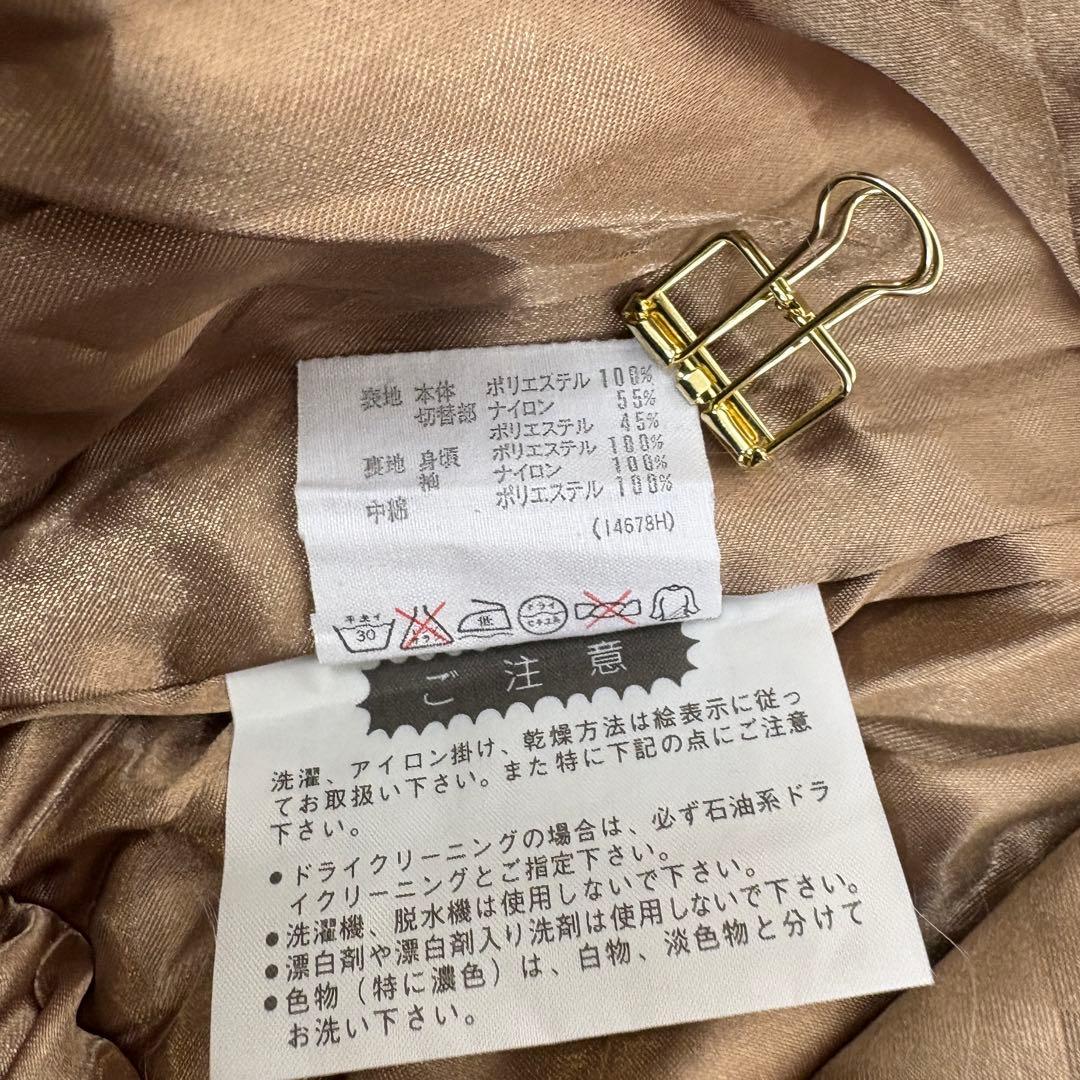 表地 本体 ポリエステル 100%
切替部 ナイロン 55%
ポリエステル 45%
裏地 身頃 ポリエステル 100%
袖 ナイロン 100%
中綿 ポリエステル 100%
(14678H)
手洗イ 30 低 ドライ セキユ系
ご注意
洗濯、アイロン掛け、乾燥方法は絵表示に従っ
てお取扱い下さい。また特に下記の点にご注意
下さい。
●ドライクリーニングの場合は、必ず石油系ドラ
イクリーニングとご指定下さい。
●洗濯機、脱水機は使用しないで下さい。
●漂白剤や漂白剤入り洗剤は使用しないで下さい。
●色物（特に濃色）は、白物、淡色物と分けて
お洗い下さい。